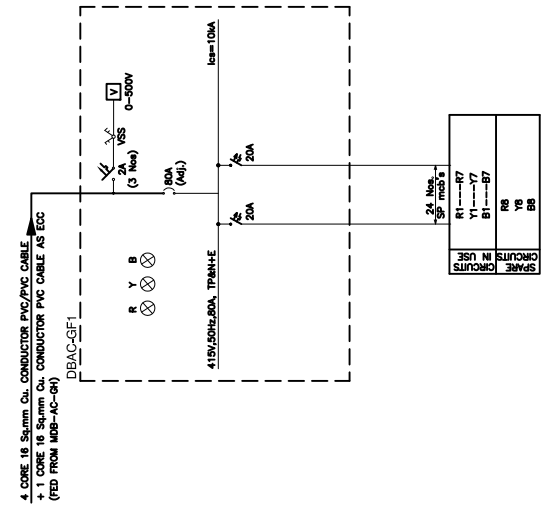 4 CORE 16 Sq.mm Cu. CONDUCTOR PVC/PVC CABLE
+ 1 CORE 16 Sq.mm Cu. CONDUCTOR PVC CABLE AS ECC
(FED FROM MDB-AC-GH)
DBAC-GF1
R Y B
2A
(3 Nos)
VSS
V
0-500V
80A
(Adj.)
415V,50Hz,80A, TP&N+E
Ics=10kA
20A
20A
24 Nos.
SP mcb's
CIRCUITS
IN USE
R1---R7
Y1---Y7
B1---B7
SPARE
CIRCUITS
R8
Y8
B8